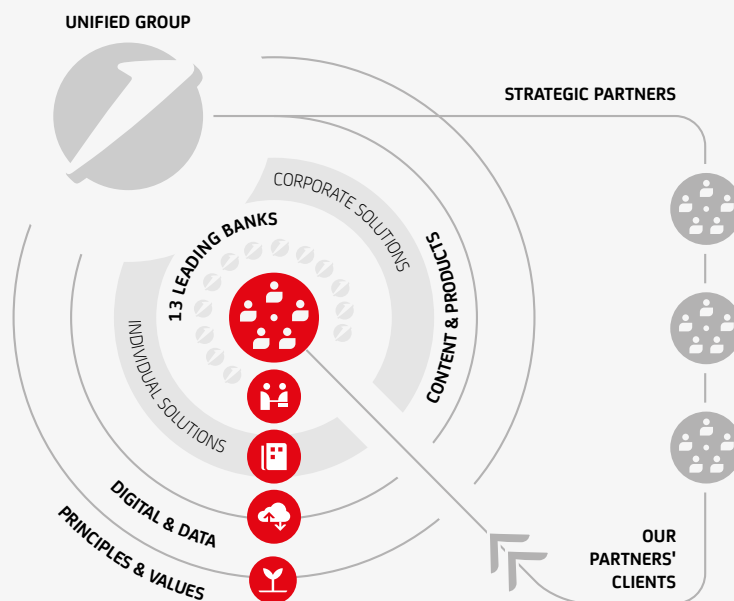 UNIFIED GROUP
STRATEGIC PARTNERS
CORPORATE SOLUTIONS
13 LEADING BANKS
CONTENT & PRODUCTS
INDIVIDUAL SOLUTIONS
DIGITAL & DATA
PRINCIPLES & VALUES
OUR
PARTNERS'
CLIENTS